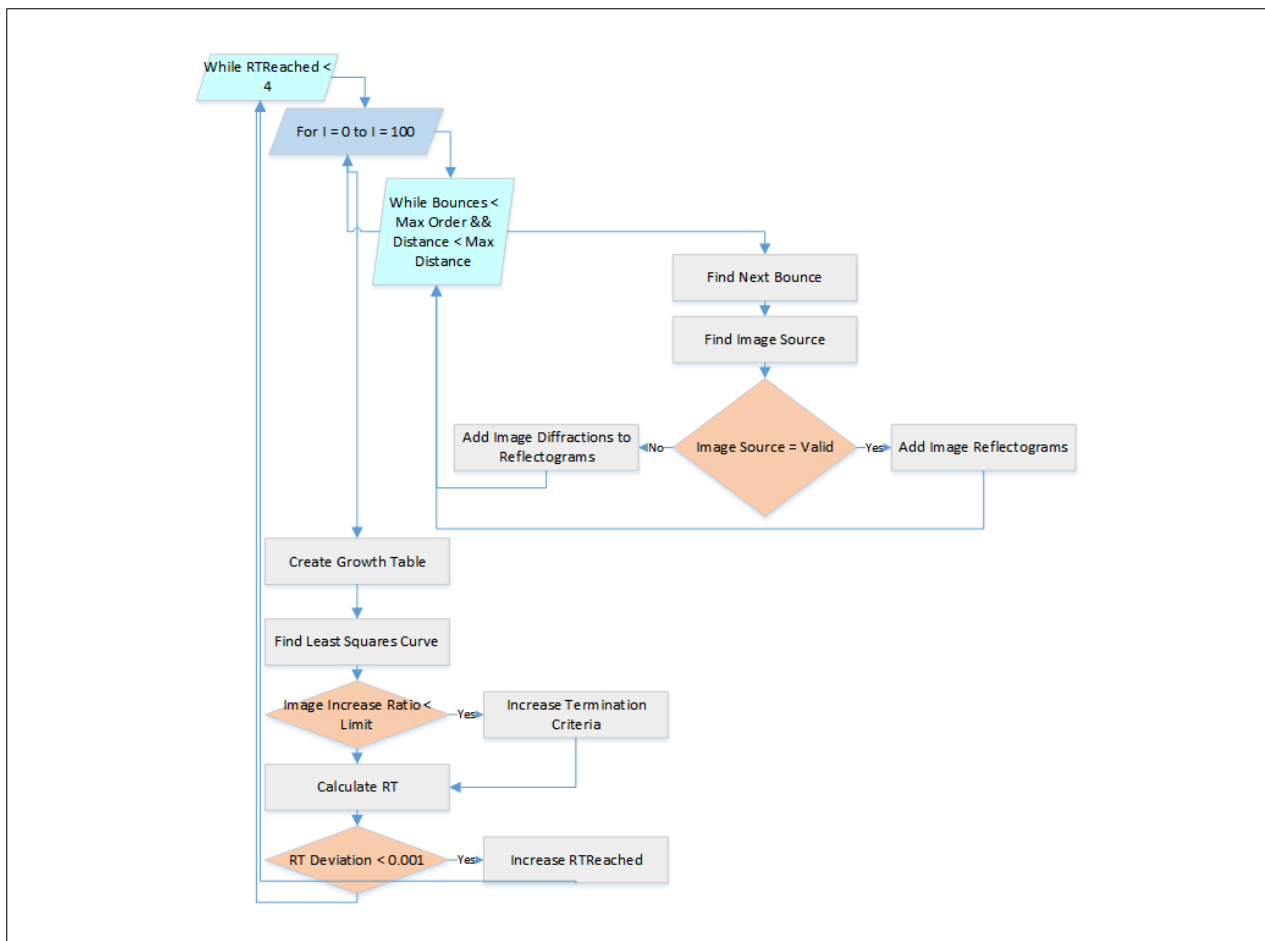 While RTReached <
4
For I = 0 to I = 100
While Bounces <
Max Order &&
Distance < Max
Distance
Find Next Bounce
Find Image Source
Add Image Diffractions to
Reflectograms
No
Image Source = Valid
Yes
Add Image Reflectograms
Create Growth Table
Find Least Squares Curve
Image Increase Ratio <
Limit
Yes
Increase Termination
Criteria
Calculate RT
RT Deviation < 0.001
Yes
Increase RTReached